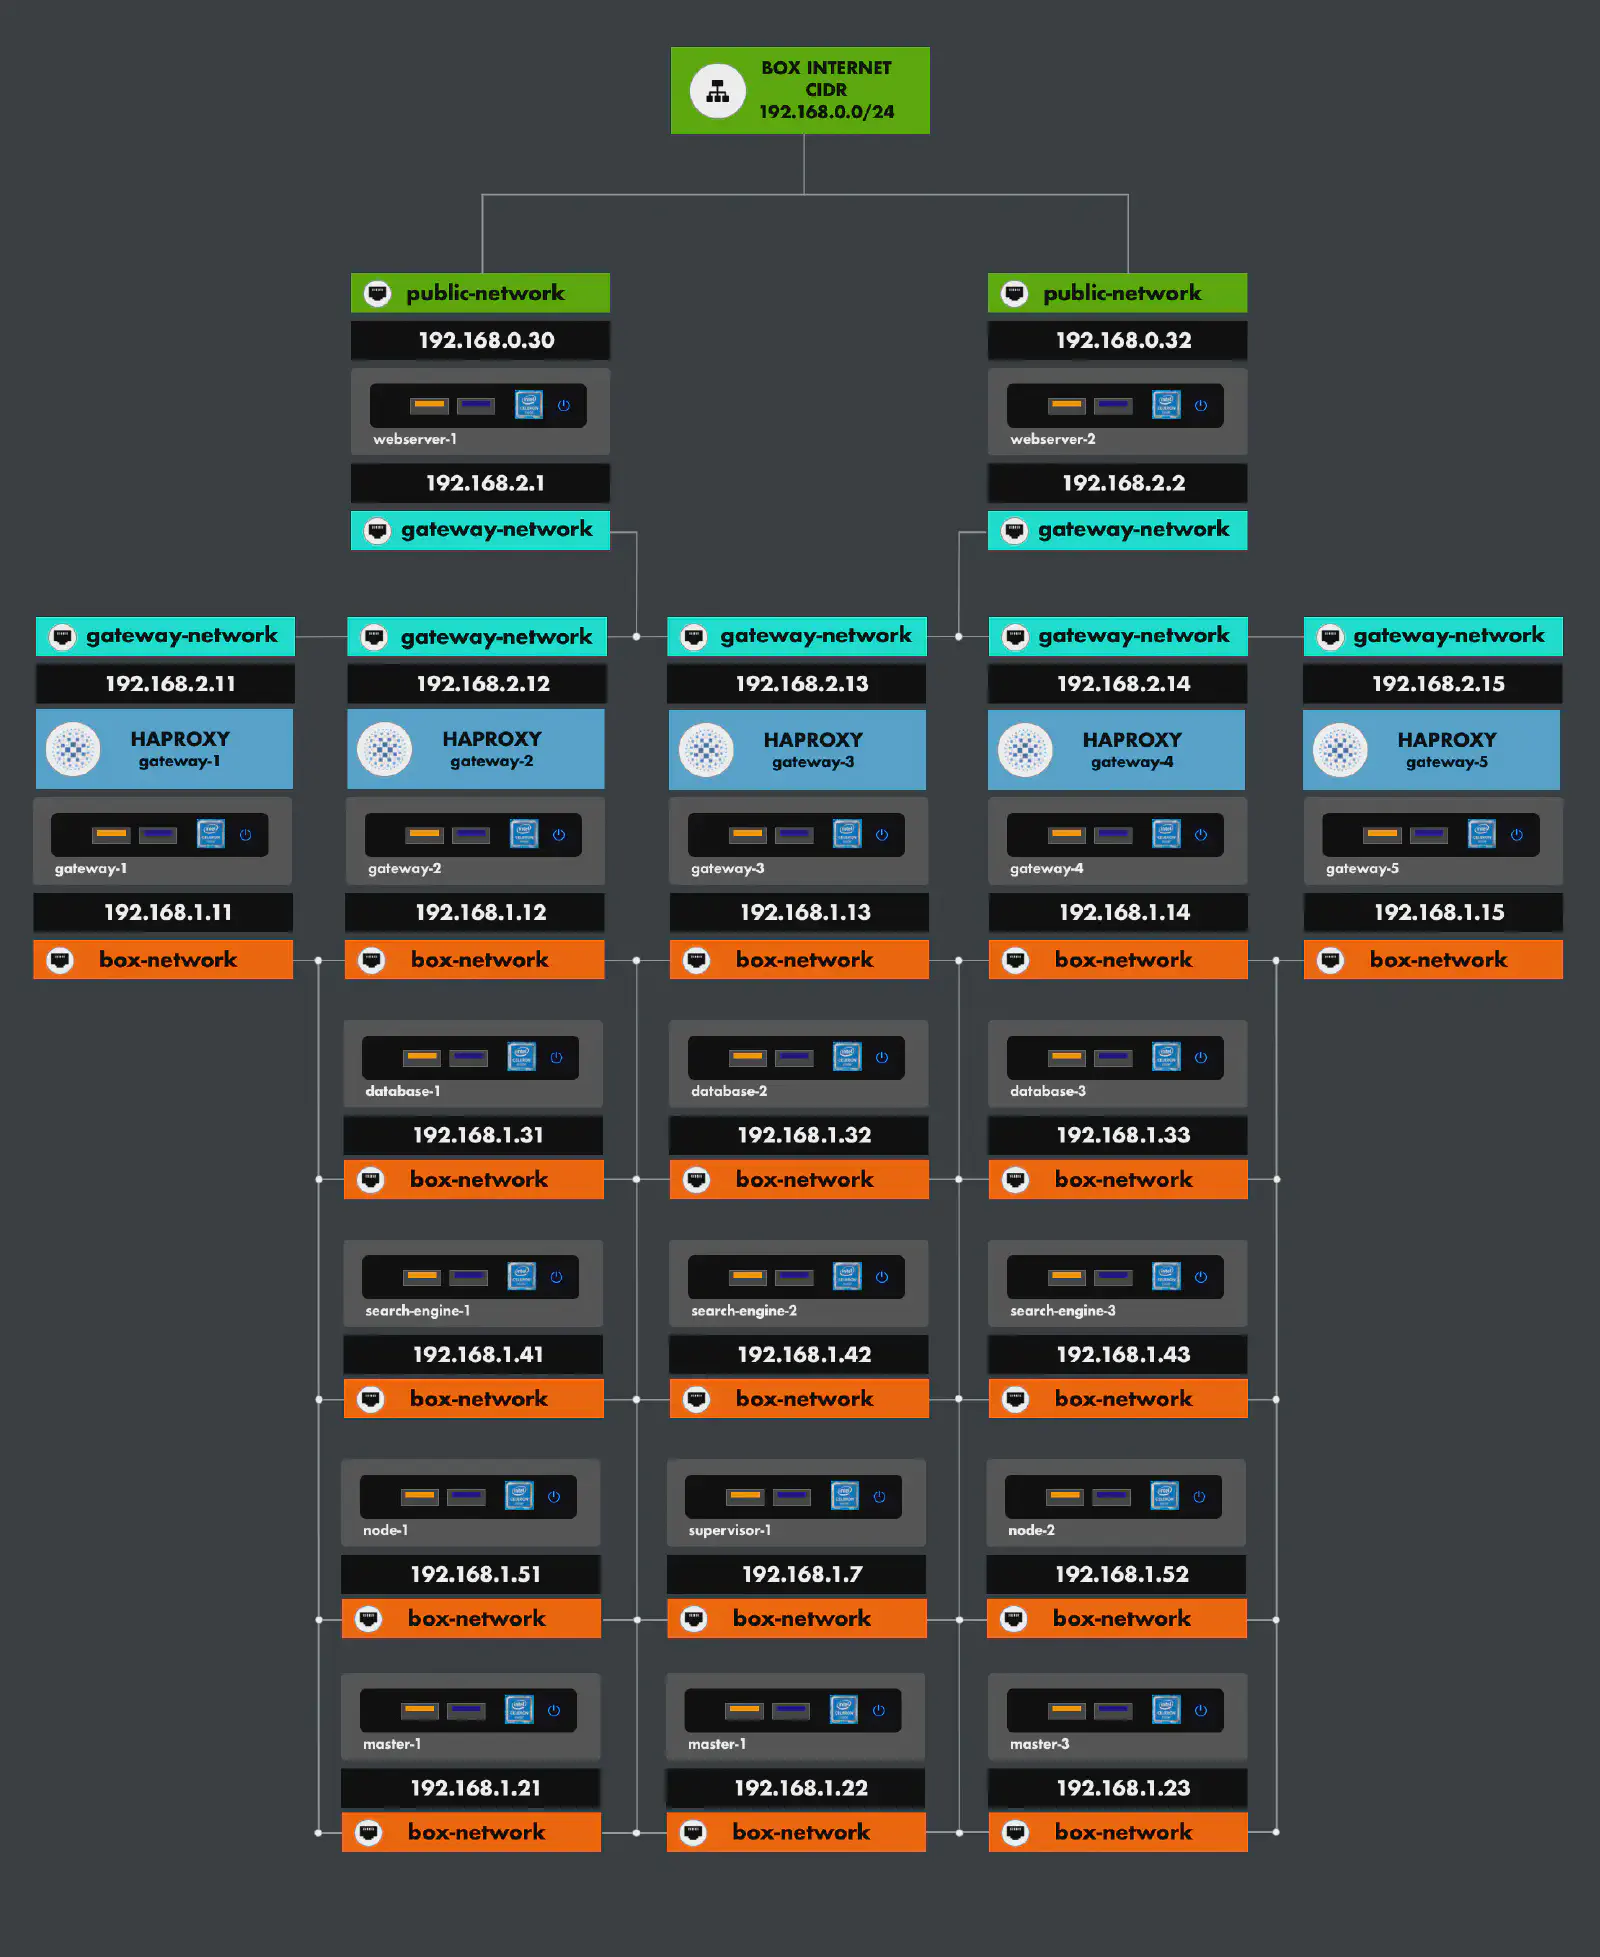 BOX INTERNET
CIDR
192.168.0.0/24
public-network
public-network
192.168.0.30
192.168.0.32
webserver-1
webserver-2
192.168.2.1
192.168.2.2
gateway-network
gateway-network
gateway-network
gateway-network
gateway-network
gateway-network
gateway-network
192.168.2.11
192.168.2.12
192.168.2.13
192.168.2.14
192.168.2.15
HAPROXY
gateway-1
HAPROXY
gateway-2
HAPROXY
gateway-3
HAPROXY
gateway-4
HAPROXY
gateway-5
gateway-1
gateway-2
gateway-3
gateway-4
gateway-5
192.168.1.11
192.168.1.12
192.168.1.13
192.168.1.14
192.168.1.15
box-network
box-network
box-network
box-network
box-network
database-1
database-2
database-3
192.168.1.31
192.168.1.32
192.168.1.33
box-network
box-network
box-network
search-engine-1
search-engine-2
search-engine-3
192.168.1.41
192.168.1.42
192.168.1.43
box-network
box-network
box-network
node-1
supervisor-1
node-2
192.168.1.51
192.168.1.7
192.168.1.52
box-network
box-network
box-network
master-1
master-1
master-3
192.168.1.21
192.168.1.22
192.168.1.23
box-network
box-network
box-network